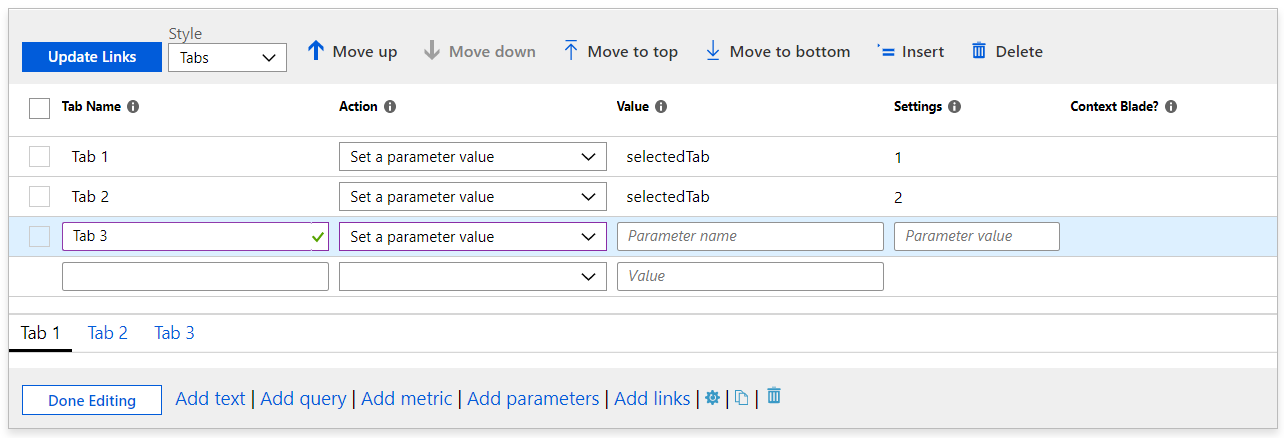 Style
Update Links Tabs Move up Move down Move to top Move to bottom Insert Delete
Tab Name Action Value Settings Context Blade?
Tab 1 Set a parameter value selectedTab 1
Tab 2 Set a parameter value selectedTab 2
Tab 3 Set a parameter value Parameter name Parameter value
Value
Tab 1 Tab 2 Tab 3
Done Editing Add text | Add query | Add metric | Add parameters | Add links | | |